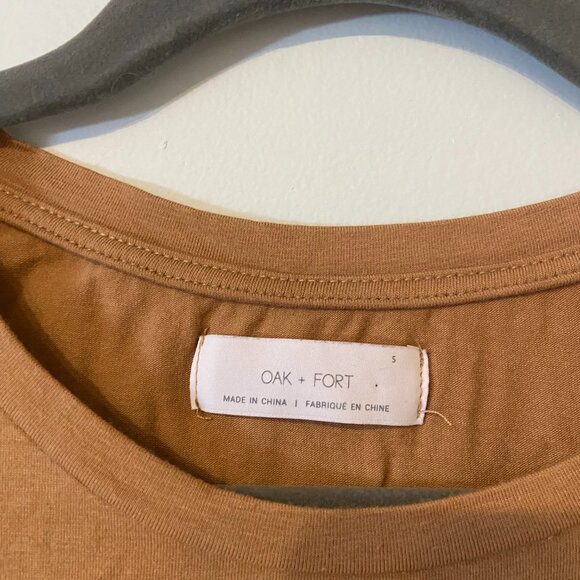 S
OAK + FORT
MADE IN CHINA | FABRIQUÉ EN CHINE